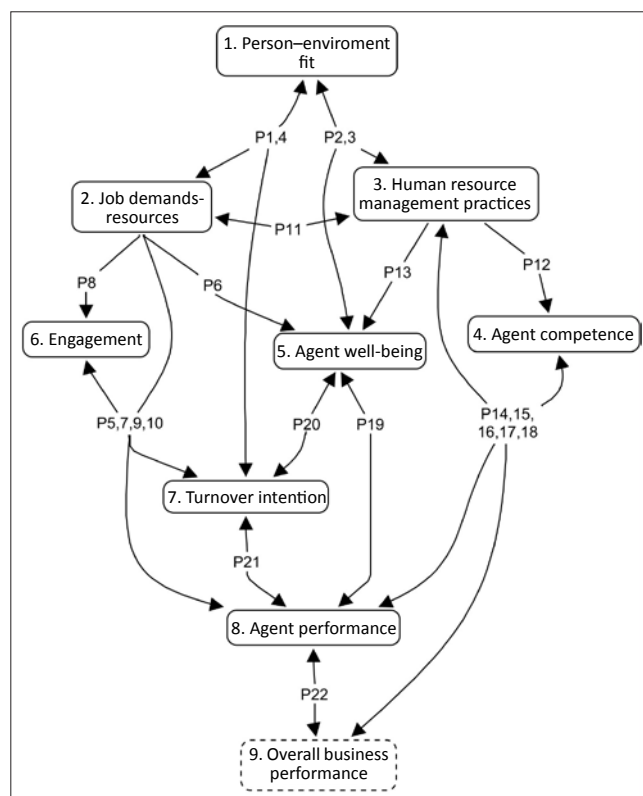 1. Person–enviroment
fit
P1,4
P2,3
2. Job demands-
resources
3. Human resource
management practices
P11
P8
P6
P13
P12
6. Engagement
5. Agent well-being
4. Agent competence
P5,7,9,10
P20
P19
P14,15,
16,17,18
7. Turnover intention
P21
8. Agent performance
P22
9. Overall business
performance